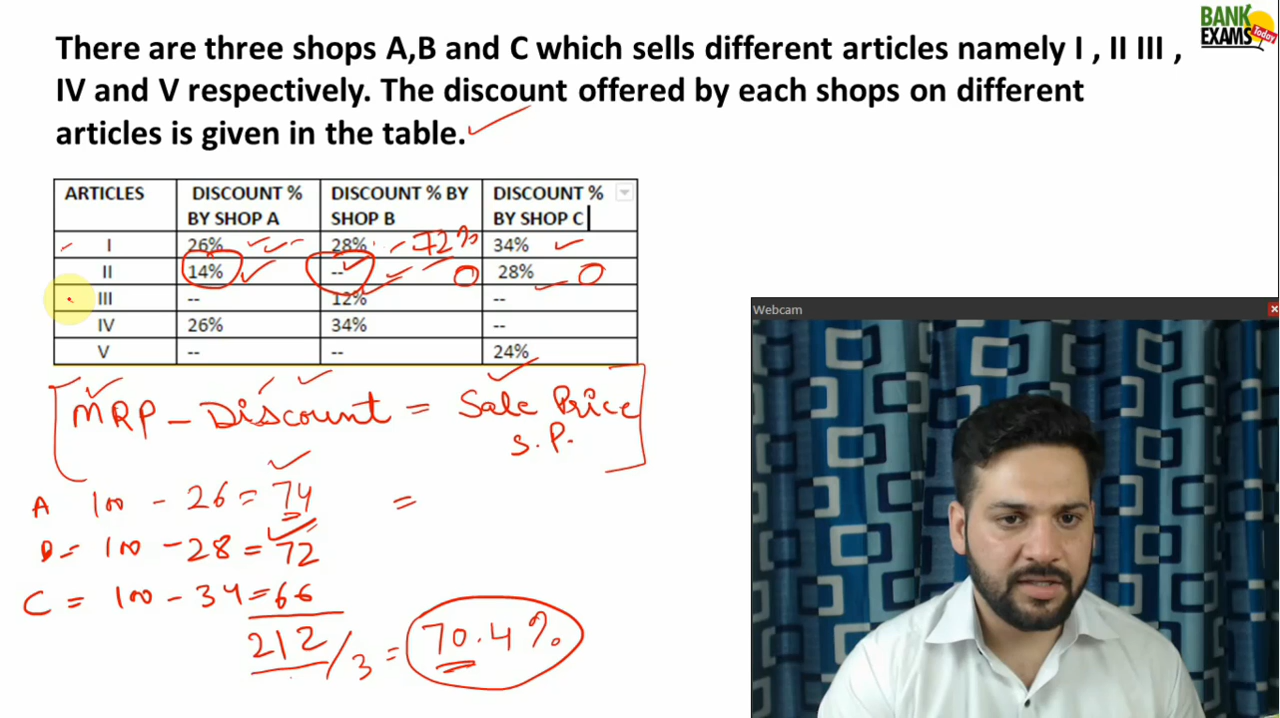 BANK
EXAMS Today
There are three shops A,B and C which sells different articles namely I , II III ,
IV and V respectively. The discount offered by each shops on different
articles is given in the table.
ARTICLES DISCOUNT % BY SHOP A DISCOUNT % BY SHOP B DISCOUNT % BY SHOP C
I 26% 28% 72% 34%
II 14% -- 0 28% 0
III -- 12% --
IV 26% 34% --
V -- -- 24%
Webcam
MRP - Discount = Sale Price
S.P.
A 100 - 26 = 74 =
B = 100 - 28 = 72
C = 100 - 34 = 66
212/3 = 70.4%